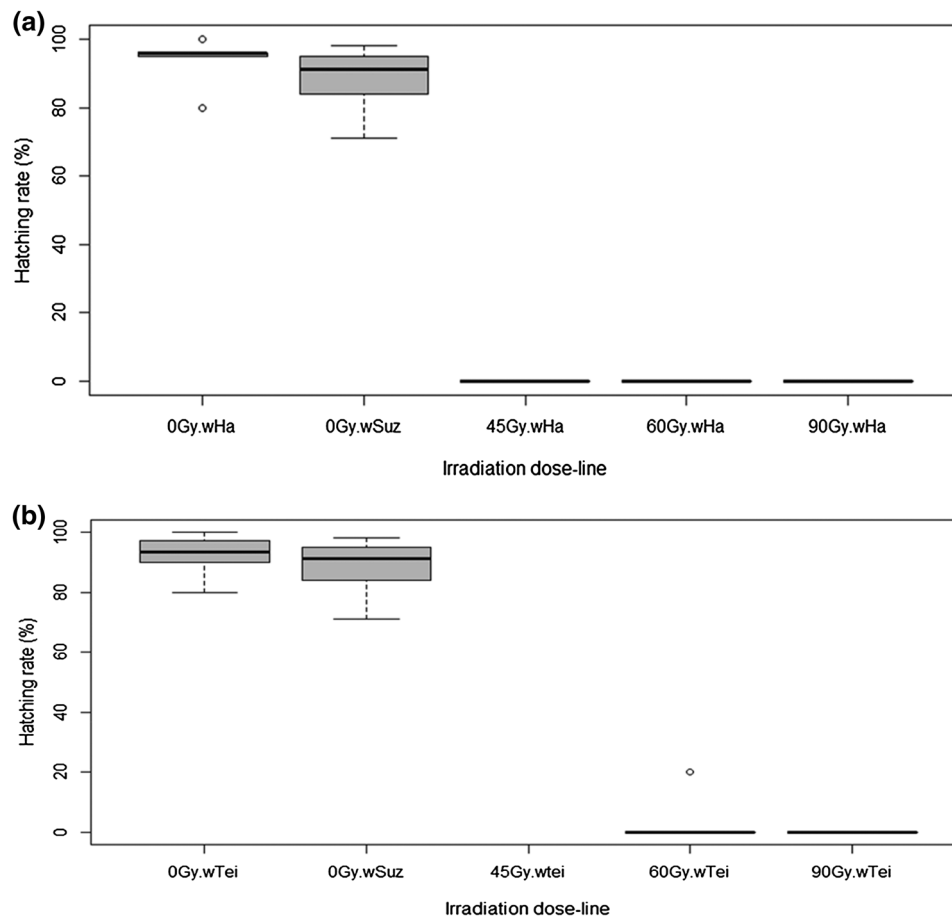 (a)
Hatching rate (%)
100
80
60
40
20
0
0Gy.wHa 0Gy.wSuz 45Gy.wHa 60Gy.wHa 90Gy.wHa
Irradiation dose-line
(b)
Hatching rate (%)
100
80
60
40
20
0
0Gy.wTei 0Gy.wSuz 45Gy.wtei 60Gy.wTei 90Gy.wTei
Irradiation dose-line